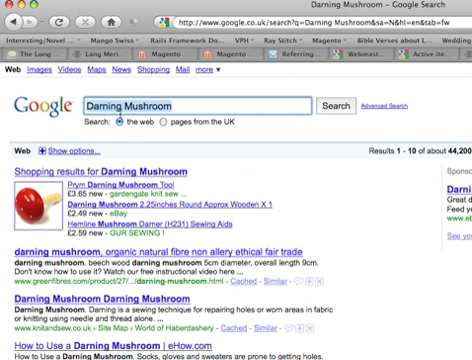 Darning Mushroom – Google Search
http://www.google.co.uk/search?q=Darning Mushroom&sa=N&hl=en&tab=fw
Interesting/Novel ... Mango Swiss Rails Framework Do... VPH Ray Stitch Magento Bible Verses about L... Wedding
The Long ... Lang Meri... Magento ... Magento ... Referring... Webmast... Active ite...
Web Images Videos Maps News Shopping Mail more
Google Darning Mushroom Search Advanced Search
Search: the web pages from the UK
Web Show options... Results 1 - 10 of about 44,200
Shopping results for Darning Mushroom
Prym Darning Mushroom Tool
£3.65 new - gardengate knit sew ...
Darning Mushroom 2.25inches Round Approx Wooden X 1
£2.49 new - eBay
Hemline Mushroom Darner (H231) Sewing Aids
£2.59 new - GUR SEWING !
Sponso
Darni
Great d
Feed y
www.eb
See you
darning mushroom, organic natural fibre non allery ethical fair trade
darning mushroom. beech wood darning mushroom 5cm diameter, overall length 9cm.
Don't know how to use it? Watch our free instructional video here ...
www.greenfibres.com/product/27/.../darning-mushroom.html - Cached - Similar -
Darning Mushroom Darning Mushroom
Darning Mushroom. Darning is a sewing technique for repairing holes or worn areas in fabric
or knitting using needle and thread alone. ...
www.knitandsew.co.uk › Site Map › World of Haberdashery - Cached - Similar -
How to Use a Darning Mushroom | eHow.com
How to Use a Darning Mushroom. Socks, gloves and sweaters are prone to getting holes.